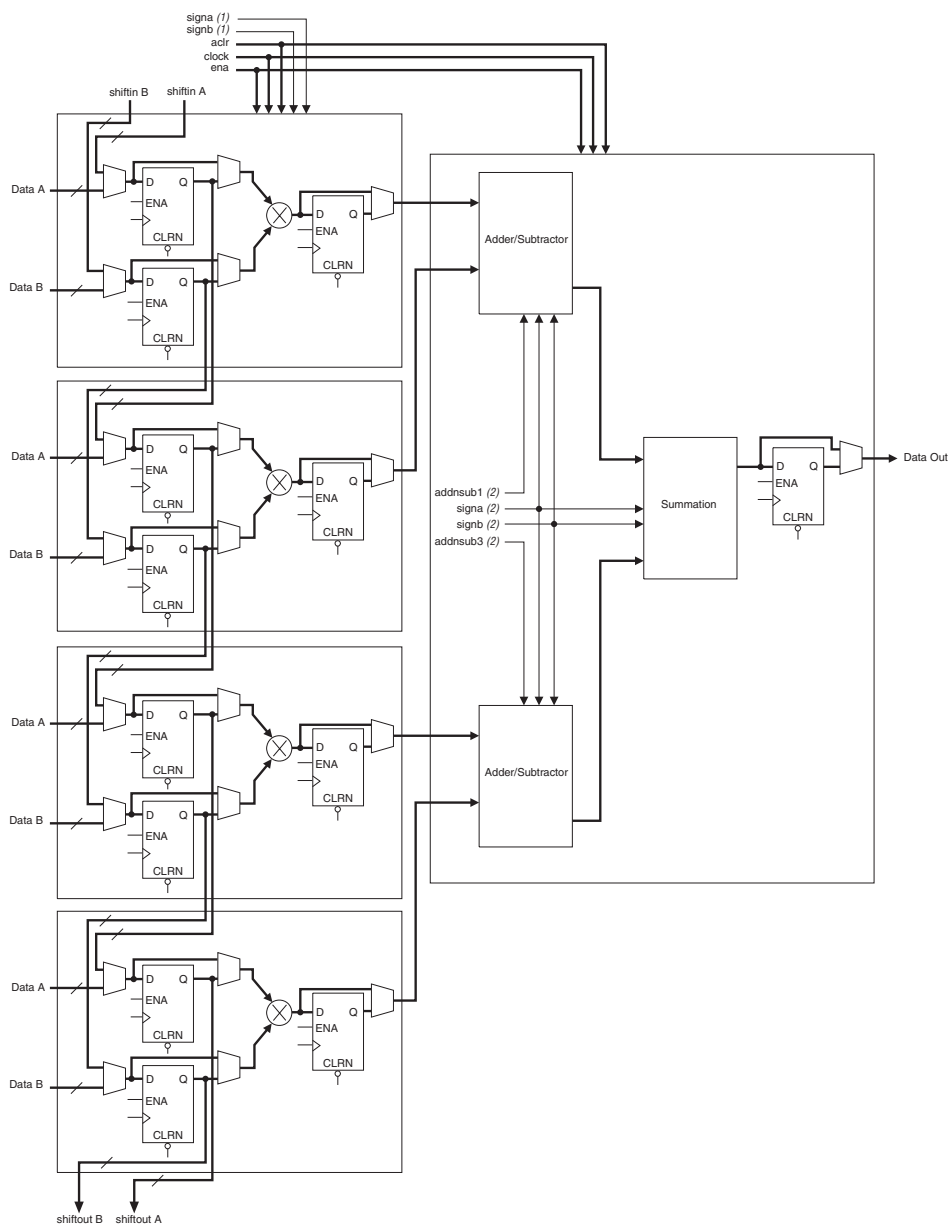 signa (1)
signb (1)
aclr
clock
ena
shiftin B shiftin A
Data A
D Q
ENA
CLRN
D Q
ENA
CLRN
Adder/Subtractor
Data B
D Q
ENA
CLRN
Data A
D Q
ENA
CLRN
D Q
ENA
CLRN
Data B
D Q
ENA
CLRN
addnsub1 (2)
signa (2)
signb (2)
addnsub3 (2)
Summation
D Q
ENA
CLRN
Data Out
Data A
D Q
ENA
CLRN
D Q
ENA
CLRN
Adder/Subtractor
Data B
D Q
ENA
CLRN
Data A
D Q
ENA
CLRN
D Q
ENA
CLRN
Data B
D Q
ENA
CLRN
shiftout B shiftout A